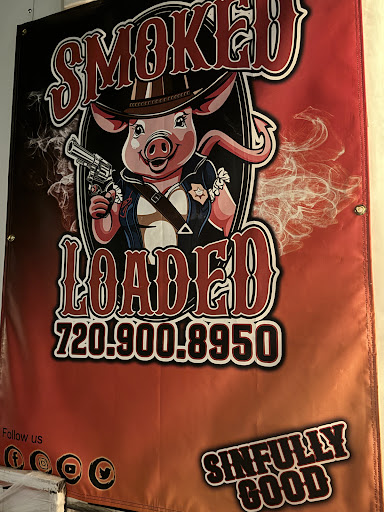 SMOKED
LOADED
720.900.8950
Follow us
SINFULLY
GOOD